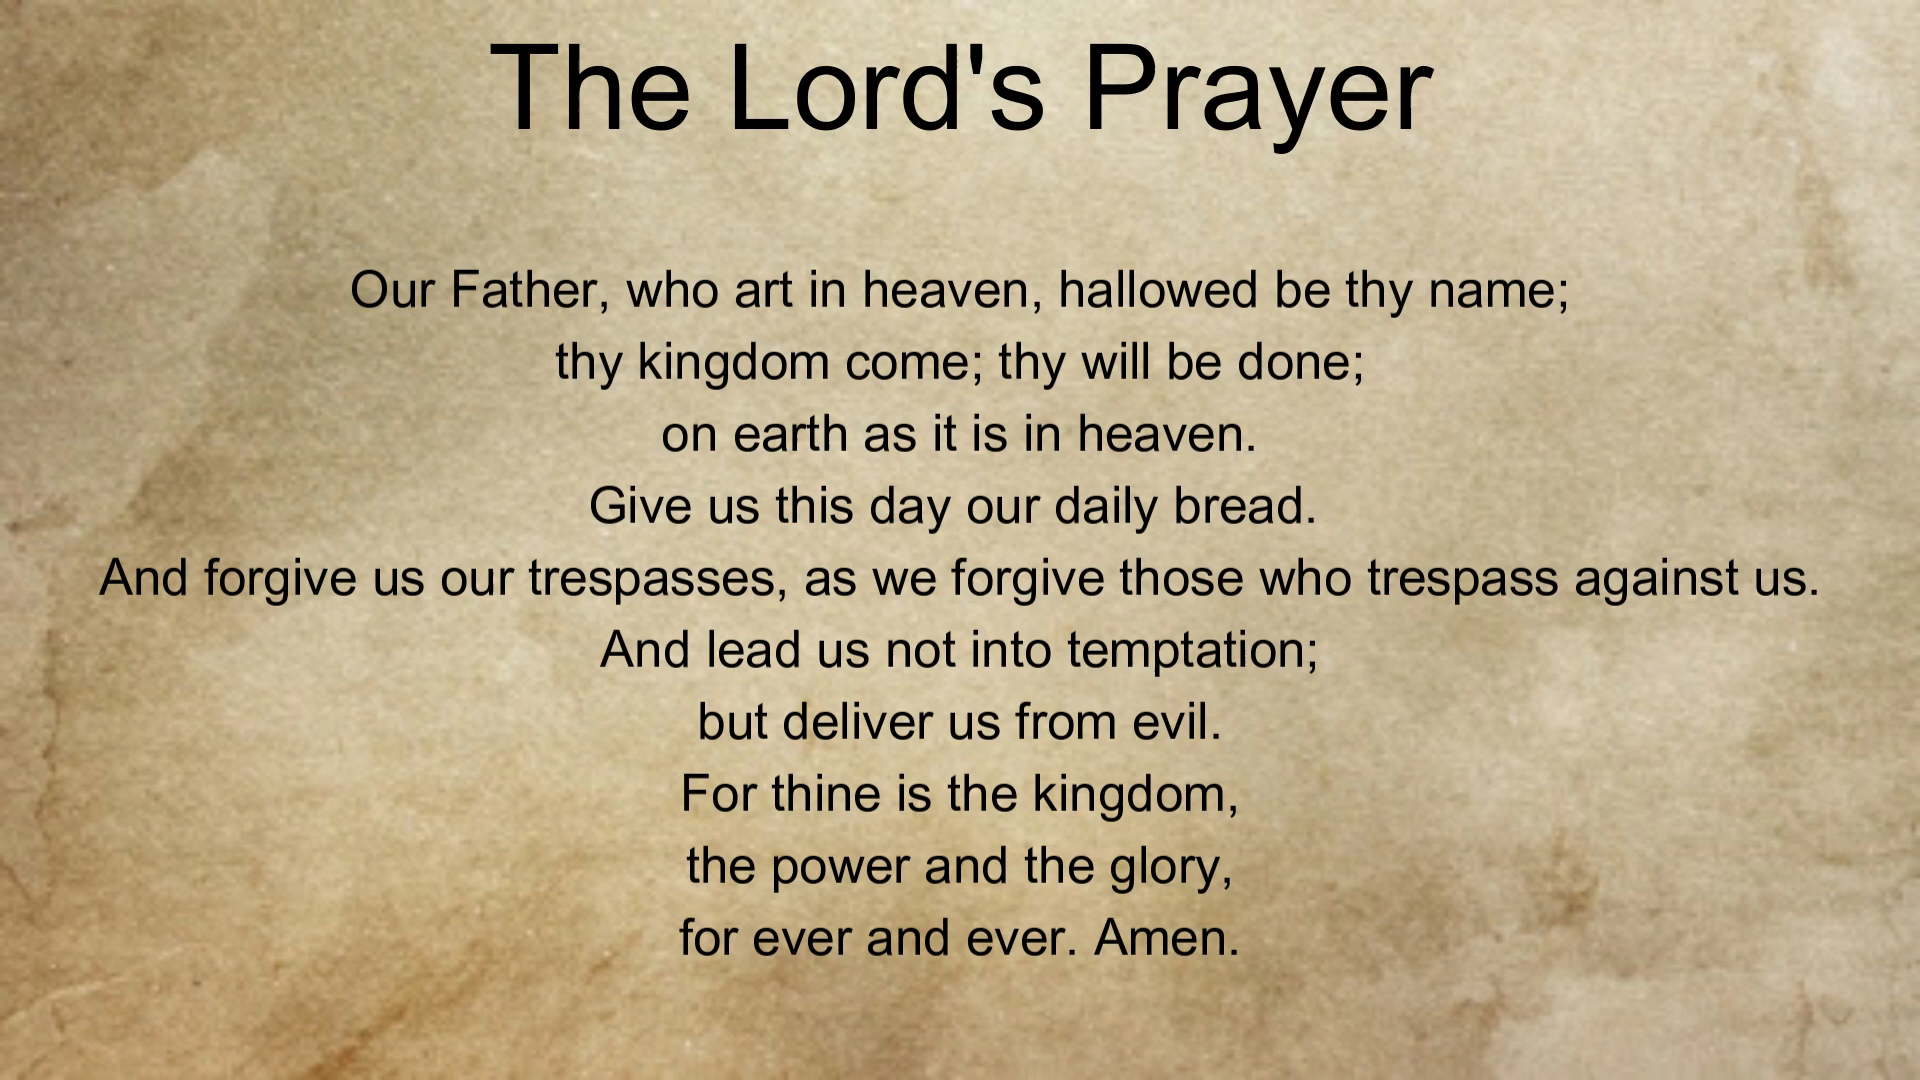 The Lord's Prayer
Our Father, who art in heaven, hallowed be thy name;
thy kingdom come; thy will be done;
on earth as it is in heaven.
Give us this day our daily bread.
And forgive us our trespasses, as we forgive those who trespass against us.
And lead us not into temptation;
but deliver us from evil.
For thine is the kingdom,
the power and the glory,
for ever and ever. Amen.